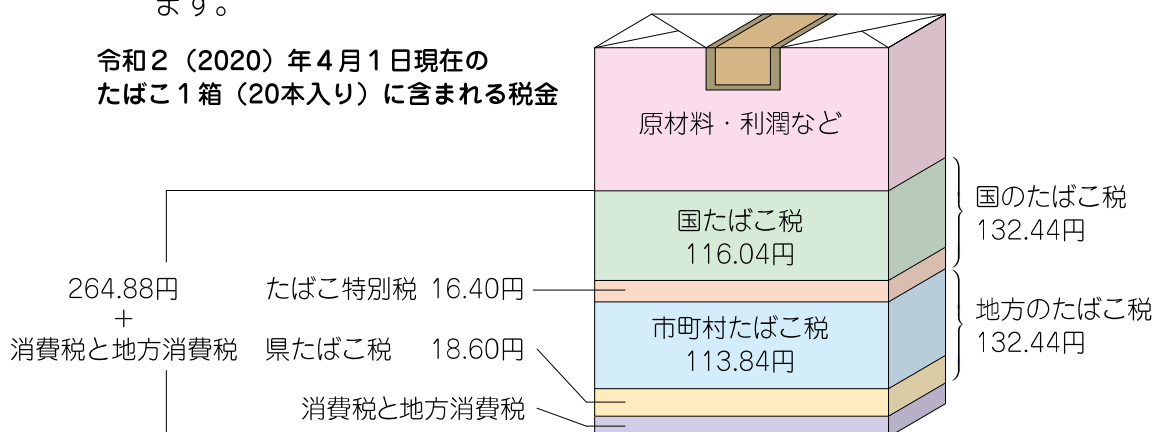 ます。
令和２（2020）年４月１日現在の
たばこ１箱（20本入り）に含まれる税金
原材料・利潤など
国たばこ税
116.04円
国のたばこ税
132.44円
264.88円
＋
消費税と地方消費税
たばこ特別税 16.40円
市町村たばこ税
113.84円
地方のたばこ税
132.44円
県たばこ税 18.60円
消費税と地方消費税